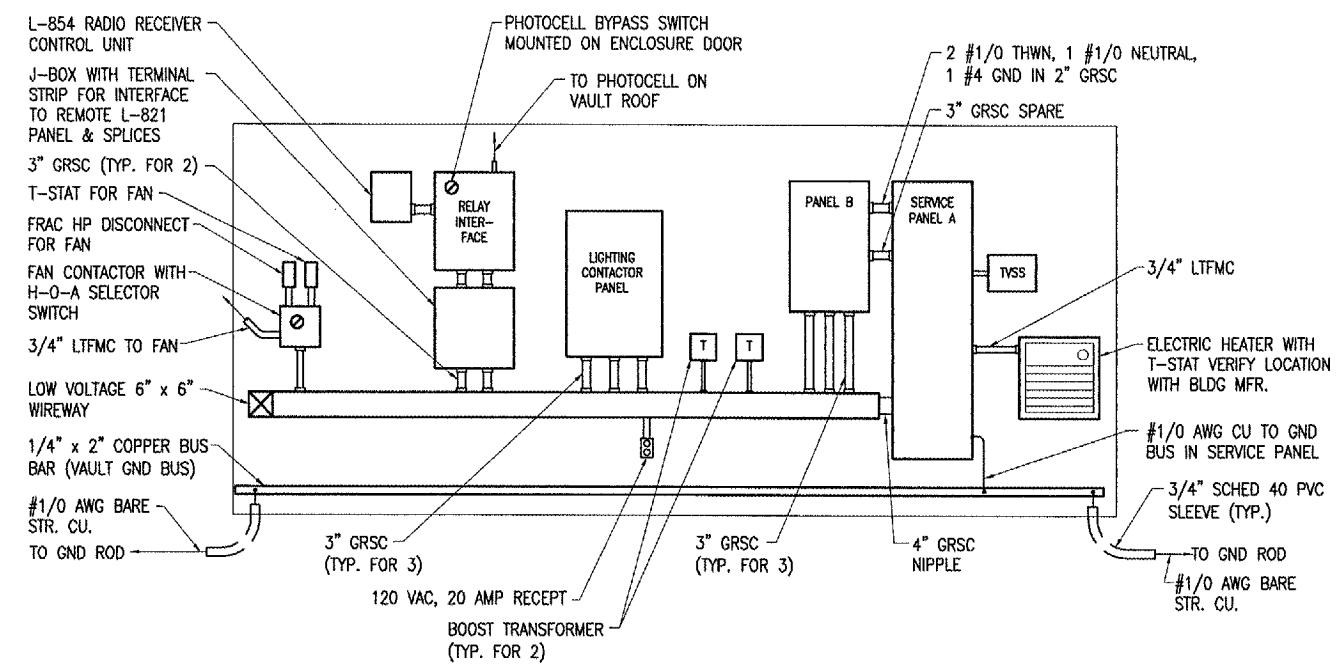 L-854 RADIO RECEIVER
CONTROL UNIT
J-BOX WITH TERMINAL
STRIP FOR INTERFACE
TO REMOTE L-821
PANEL & SPLICES
3" GRSC (TYP. FOR 2)
T-STAT FOR FAN
FRAC HP DISCONNECT
FOR FAN
FAN CONTACTOR WITH
H-O-A SELECTOR
SWITCH
3/4" LTFMC TO FAN
LOW VOLTAGE 6" x 6"
WIREWAY
1/4" x 2" COPPER BUS
BAR (VAULT GND BUS)
#1/0 AWG BARE
STR. CU.
TO GND ROD
PHOTOCELL BYPASS SWITCH
MOUNTED ON ENCLOSURE DOOR
TO PHOTOCELL ON
VAULT ROOF
RELAY
INTER-
FACE
LIGHTING
CONTACTOR
PANEL
T
T
PANEL B
SERVICE
PANEL A
TVSS
2 #1/0 THWN, 1 #1/0 NEUTRAL,
1 #4 GND IN 2" GRSC
3" GRSC SPARE
3/4" LTFMC
ELECTRIC HEATER WITH
T-STAT VERIFY LOCATION
WITH BLDG MFR.
#1/0 AWG CU TO GND
BUS IN SERVICE PANEL
3/4" SCHED 40 PVC
SLEEVE (TYP.)
TO GND ROD
#1/0 AWG BARE
STR. CU.
3" GRSC
(TYP. FOR 3)
120 VAC, 20 AMP RECEPT
BOOST TRANSFORMER
(TYP. FOR 2)
3" GRSC
(TYP. FOR 3)
4" GRSC
NIPPLE